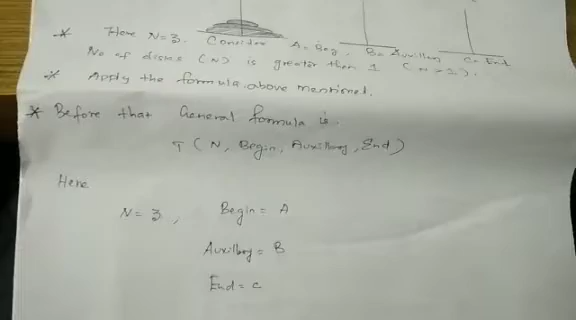 * Here N=3. Consider A=Beg, B=Auxillary C=End
No of discs (N) is greater than 1 (n>1).
* Apply the formula above mentioned.
* Before that General formula is.
T (N, Begin, Auxillary, End)
Here
N=3, Begin = A
Auxillary = B
End = C